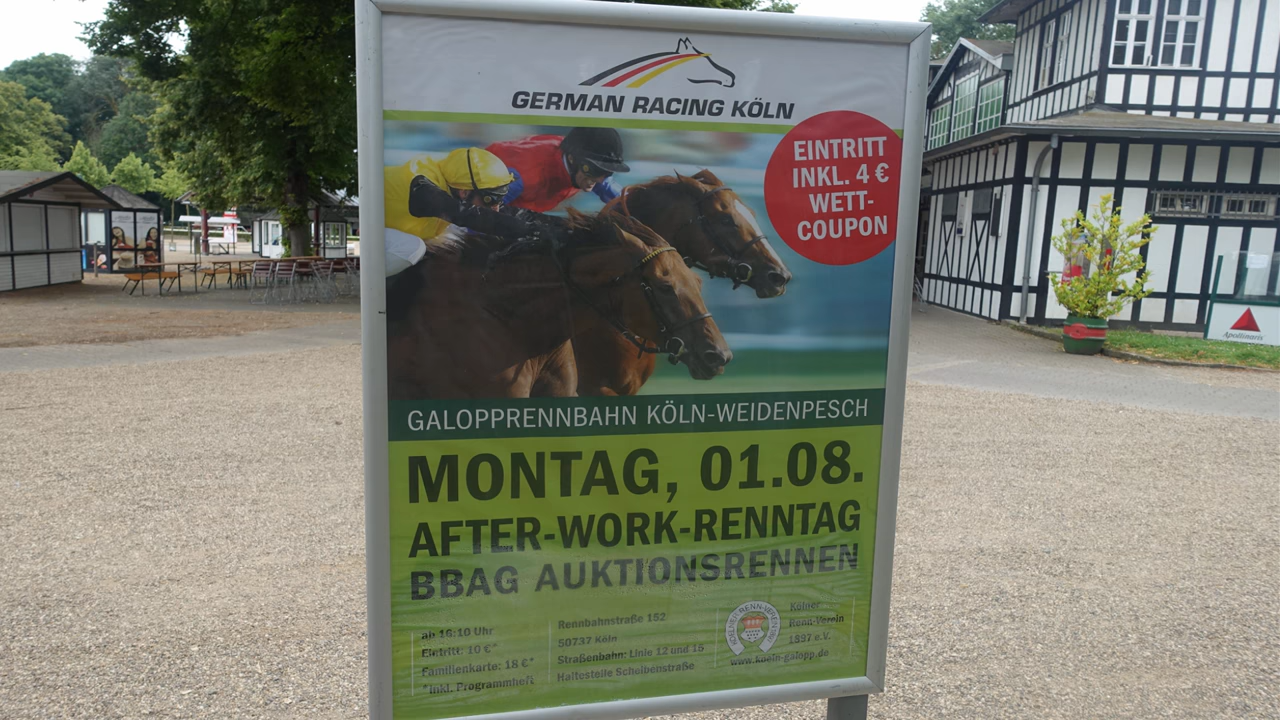 GERMAN RACING KÖLN
EINTRITT
INKL. 4 €
WETT-
COUPON
GALOPPRENNBAHN KÖLN-WEIDENPESCH
MONTAG, 01.08.
AFTER-WORK-RENNTAG
BBAG AUKTIONSRENNEN
ab 16:10 Uhr
Eintritt: 10 €*
Familienkarte: 18 €*
*inkl. Programmheft
Rennbahnstraße 152
50737 Köln
Straßenbahn: Linie 12 und 15
Haltestelle Scheibenstraße
Kölner
Renn-Verein
1897 e.V.
www.koeln-galopp.de
Apollinaris